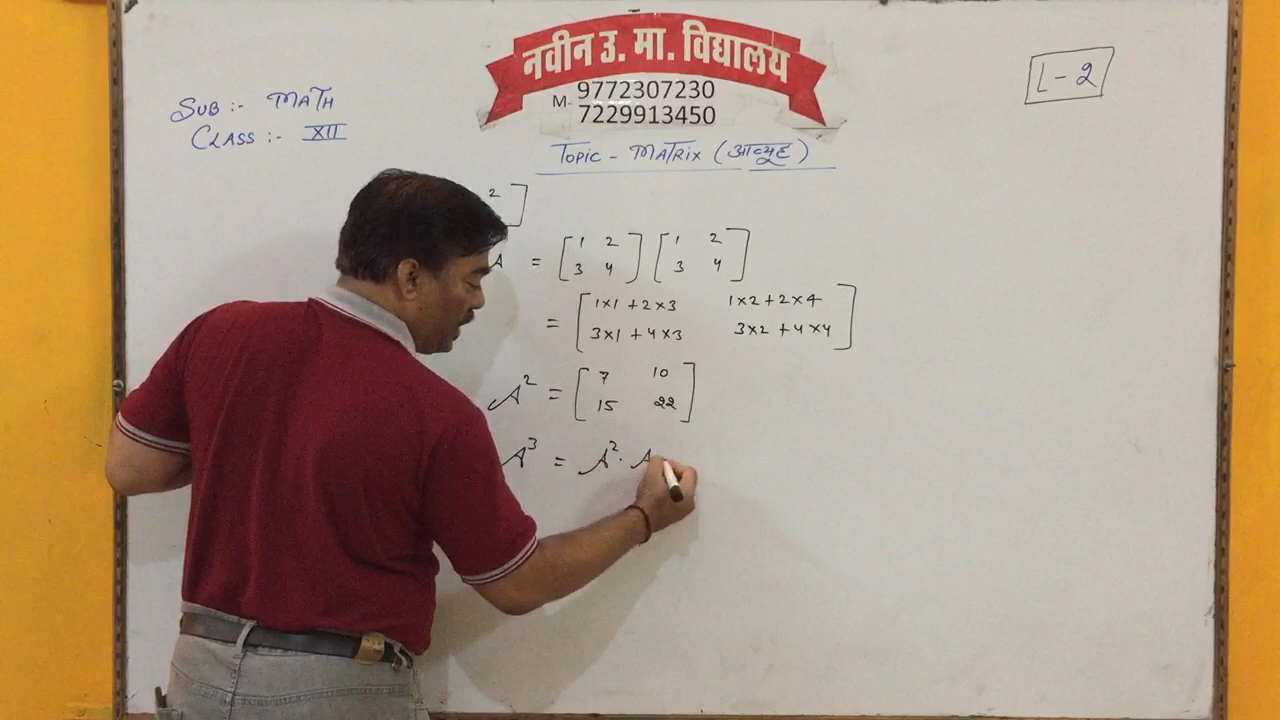 नवीन उ. मा. विद्यालय
M- 9772307230
7229913450
L-2
SUB :- MATH
CLASS :- XII
TOPIC - MATRIX (आव्यूह)
2 ]
A = [ 1 2 ] [ 1 2 ]
[ 3 4 ] [ 3 4 ]
= [ 1×1 + 2×3 1×2 + 2×4 ]
[ 3×1 + 4×3 3×2 + 4×4 ]
A² = [ 7 10 ]
[ 15 22 ]
A³ = A² . A